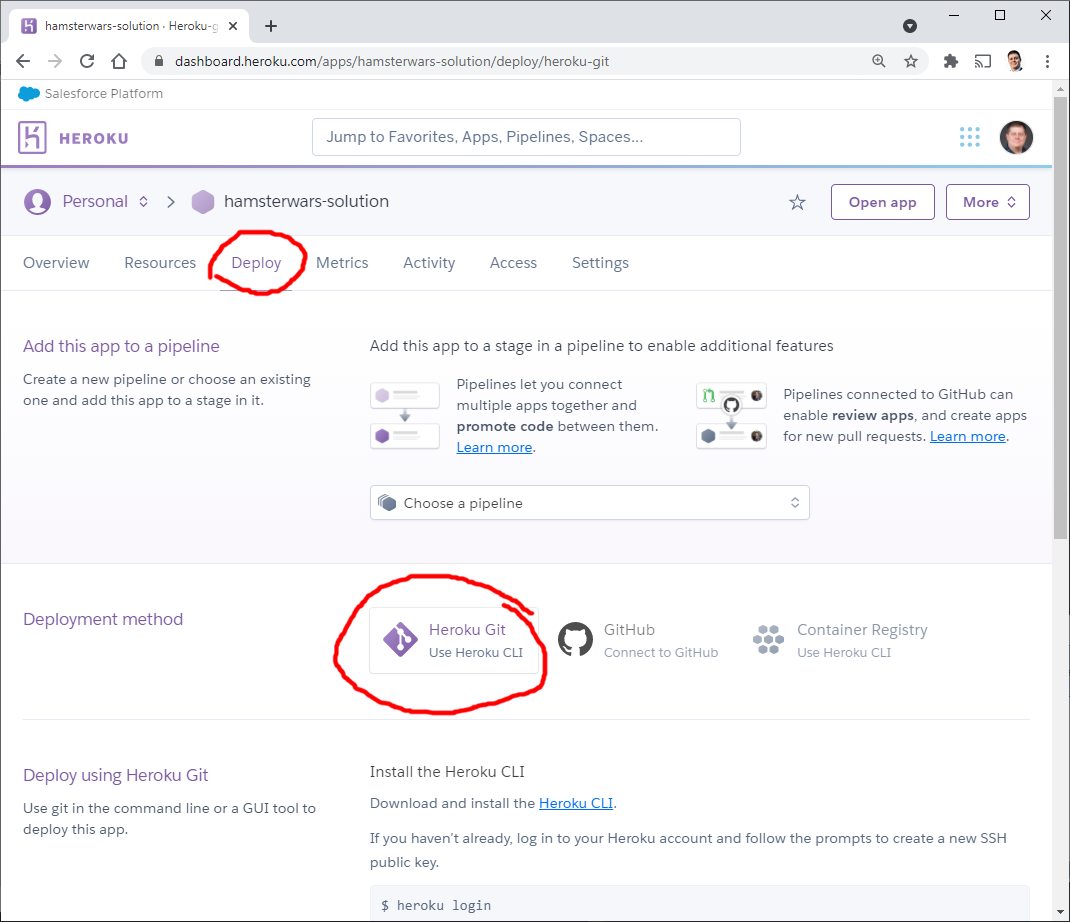 hamsterwars-solution · Heroku-g
dashboard.heroku.com/apps/hamsterwars-solution/deploy/heroku-git
Salesforce Platform
HEROKU
Jump to Favorites, Apps, Pipelines, Spaces...
Personal
hamsterwars-solution
Open app
More
Overview Resources Deploy Metrics Activity Access Settings
Add this app to a pipeline
Create a new pipeline or choose an existing
one and add this app to a stage in it.
Add this app to a stage in a pipeline to enable additional features
Pipelines let you connect
multiple apps together and
promote code between them.
Learn more.
Pipelines connected to GitHub can
enable review apps, and create apps
for new pull requests. Learn more.
Choose a pipeline
Deployment method
Heroku Git
Use Heroku CLI
GitHub
Connect to GitHub
Container Registry
Use Heroku CLI
Deploy using Heroku Git
Use git in the command line or a GUI tool to
deploy this app.
Install the Heroku CLI
Download and install the Heroku CLI.
If you haven't already, log in to your Heroku account and follow the prompts to create a new SSH
public key.
$ heroku login